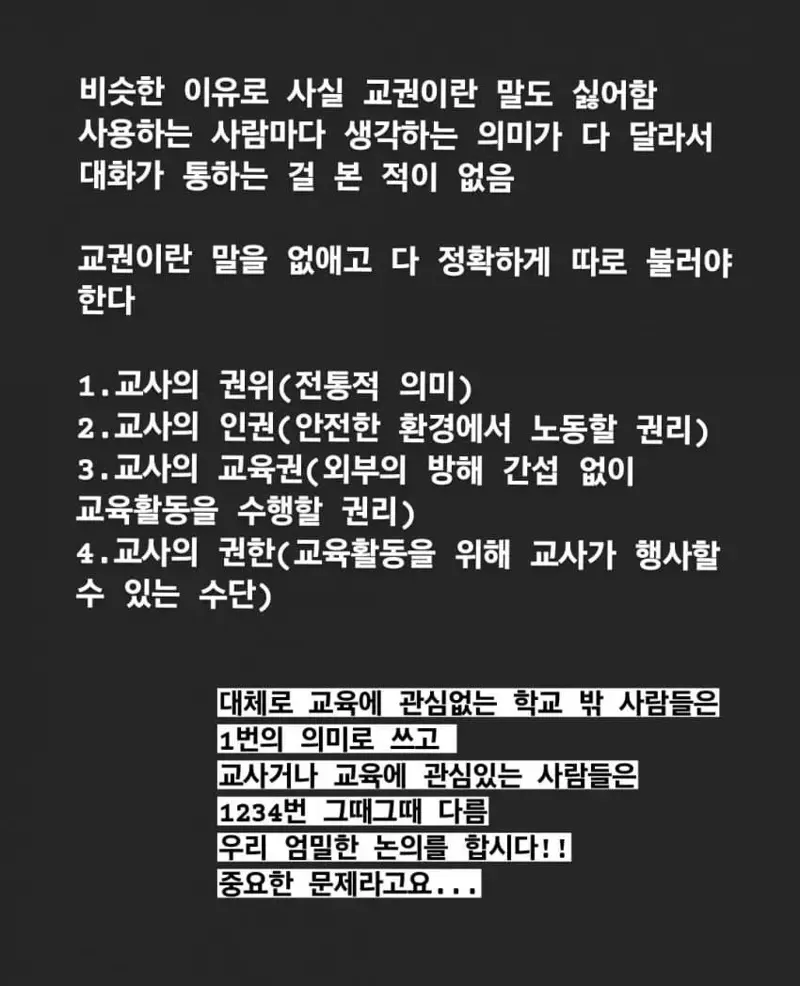 비슷한 이유로 사실 교권이란 말도 싫어함
사용하는 사람마다 생각하는 의미가 다 달라서
대화가 통하는 걸 본 적이 없음
교권이란 말을 없애고 다 정확하게 따로 불러야
한다
1.교사의 권위(전통적 의미)
2.교사의 인권(안전한 환경에서 노동할 권리)
3.교사의 교육권(외부의 방해 간섭 없이
교육활동을 수행할 권리)
4.교사의 권한(교육활동을 위해 교사가 행사할
수 있는 수단)
대체로 교육에 관심없는 학교 밖 사람들은
1번의 의미로 쓰고
교사거나 교육에 관심있는 사람들은
1234번 그때그때 다름
우리 엄밀한 논의를 합시다!!
중요한 문제라고요...